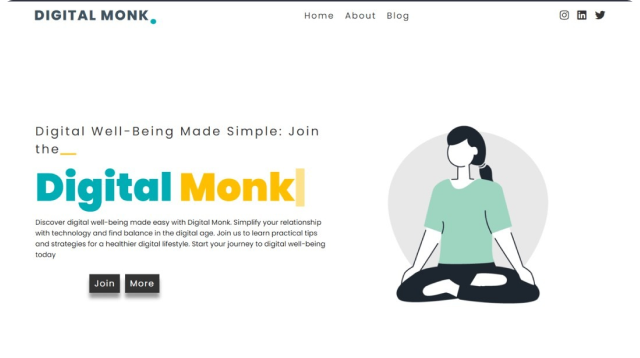 DIGITAL MONK.
Home About Blog
Digital Well-Being Made Simple: Join
the__
Digital Monk
Discover digital well-being made easy with Digital Monk. Simplify your relationship
with technology and find balance in the digital age. Join us to learn practical tips
and strategies for a healthier digital lifestyle. Start your journey to digital well-being
today
Join More